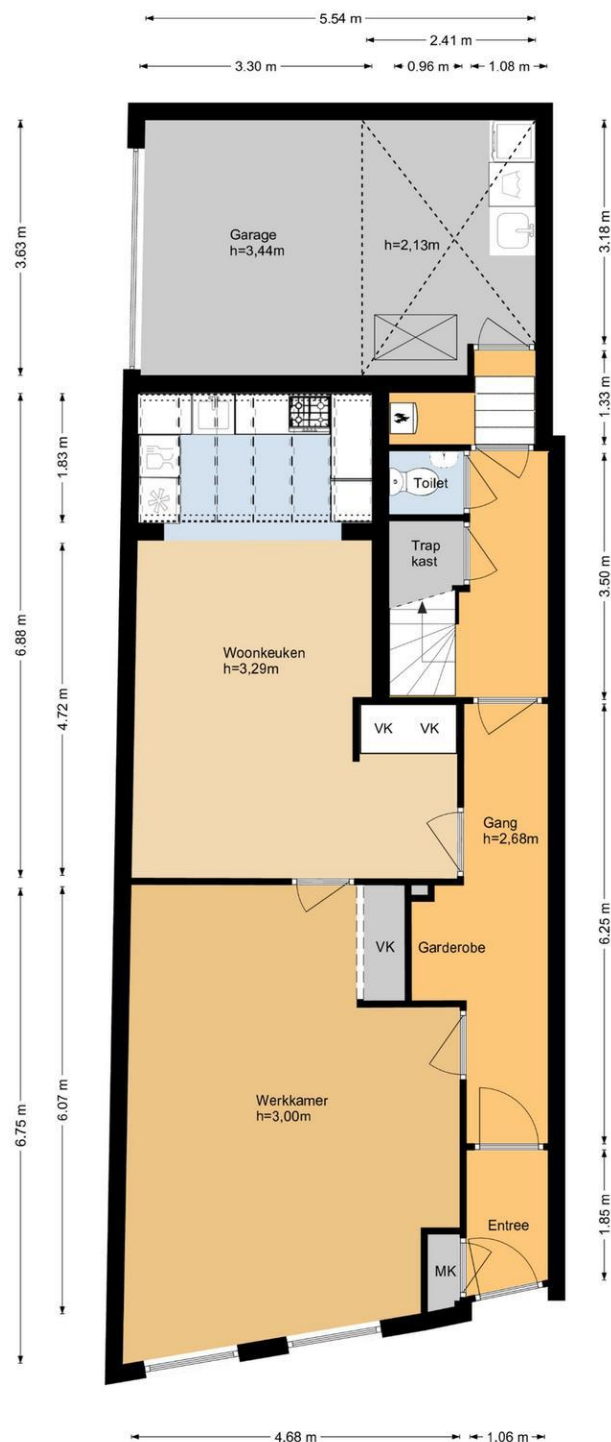 5.54 m
2.41 m
3.30 m
0.96 m
1.08 m
3.63 m
3.18 m
Garage
h=3,44m
h=2,13m
1.33 m
1.83 m
Toilet
3.50 m
Trap
kast
6.88 m
4.72 m
Woonkeuken
h=3,29m
VK
VK
Gang
h=2,68m
6.25 m
VK
Garderobe
6.75 m
6.07 m
Werkkamer
h=3,00m
1.85 m
Entree
MK
4.68 m
1.06 m